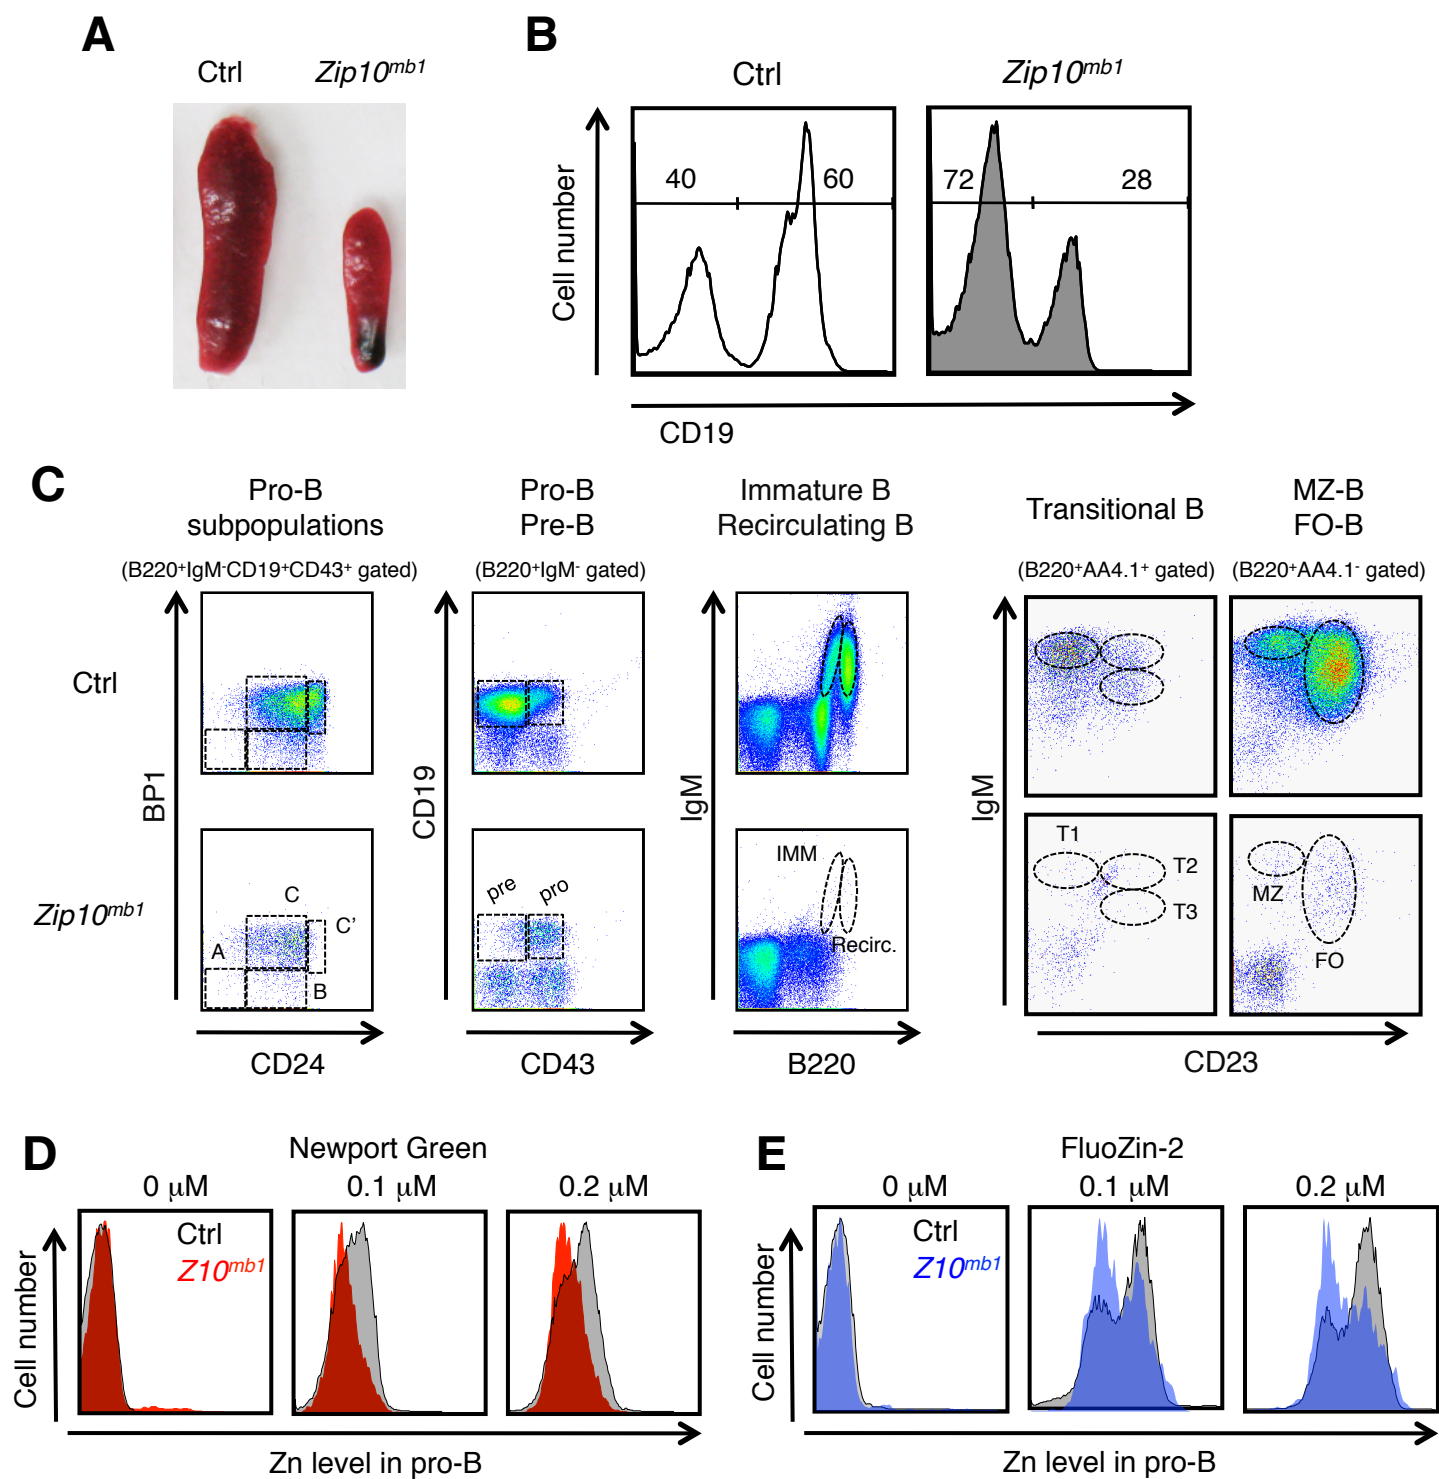 A
Ctrl
Zip10mb1
B
Ctrl
Zip10mb1
Cell number
40
60
72
28
CD19
C
Pro-B
subpopulations
(B220+IgM-CD19+CD43+ gated)
Pro-B
Pre-B
(B220+IgM- gated)
Immature B
Recirculating B
Transitional B
(B220+AA4.1+ gated)
MZ-B
FO-B
(B220+AA4.1- gated)
Ctrl
Zip10mb1
BP1
CD19
IgM
IgM
A
B
C
C'
pre
pro
IMM
Recirc.
T1
T2
T3
MZ
FO
CD24
CD43
B220
CD23
D
Newport Green
0 μM
0.1 μM
0.2 μM
Ctrl
Z10mb1
Cell number
Zn level in pro-B
E
FluoZin-2
0 μM
0.1 μM
0.2 μM
Ctrl
Z10mb1
Cell number
Zn level in pro-B